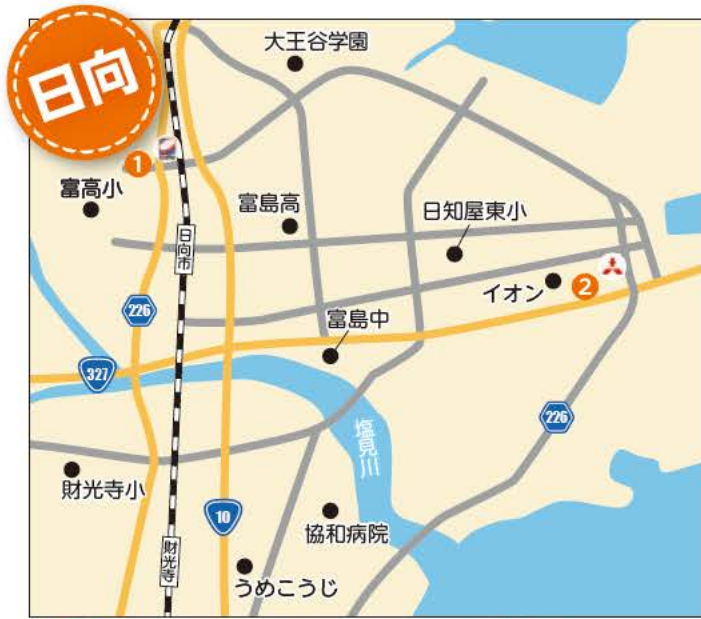 日向
大王谷学園
1
富高小
富島高
日知屋東小
日向市
イオン
2
226
富島中
327
塩見川
226
財光寺小
10
協和病院
財光寺
うめこうじ